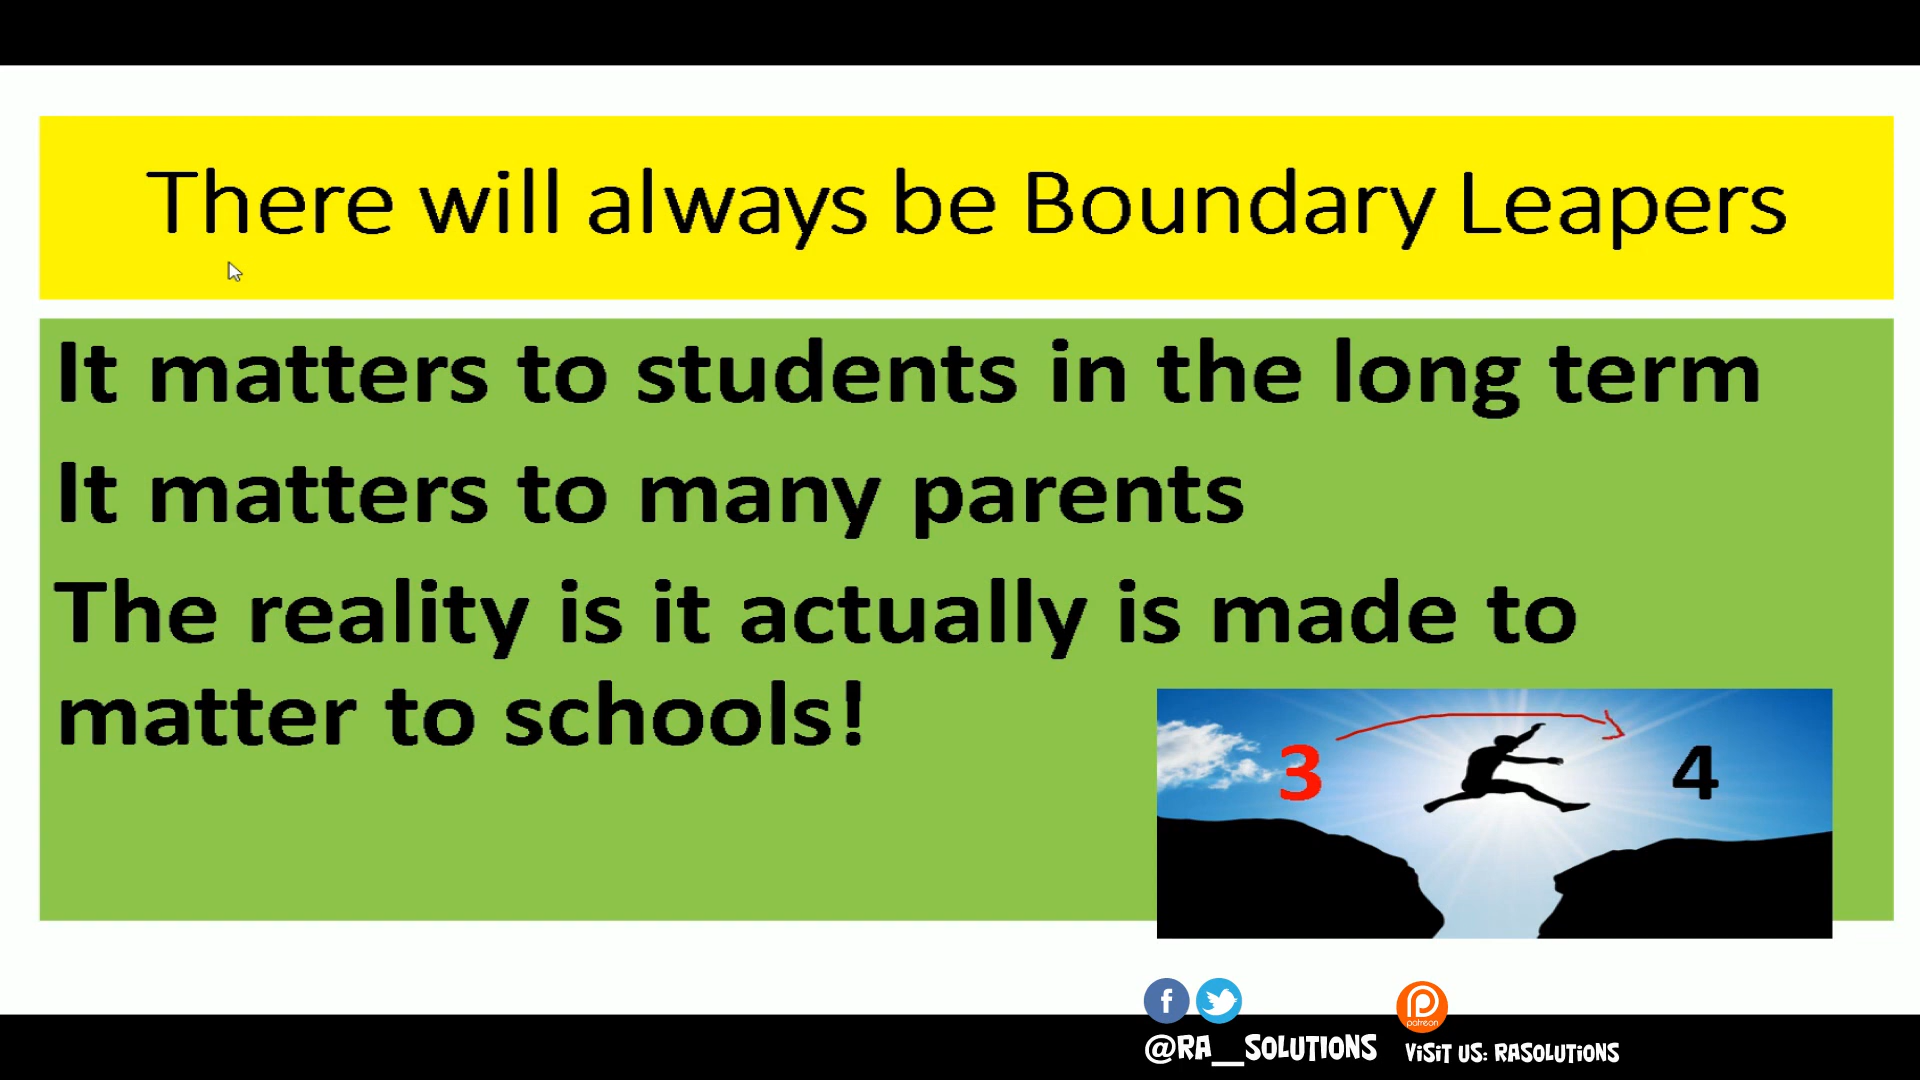 There will always be Boundary Leapers
It matters to students in the long term
It matters to many parents
The reality is it actually is made to
matter to schools!
3
4
f
patreon
@RA__SOLUTIONS
ViSiT US: RASOLUTiONS